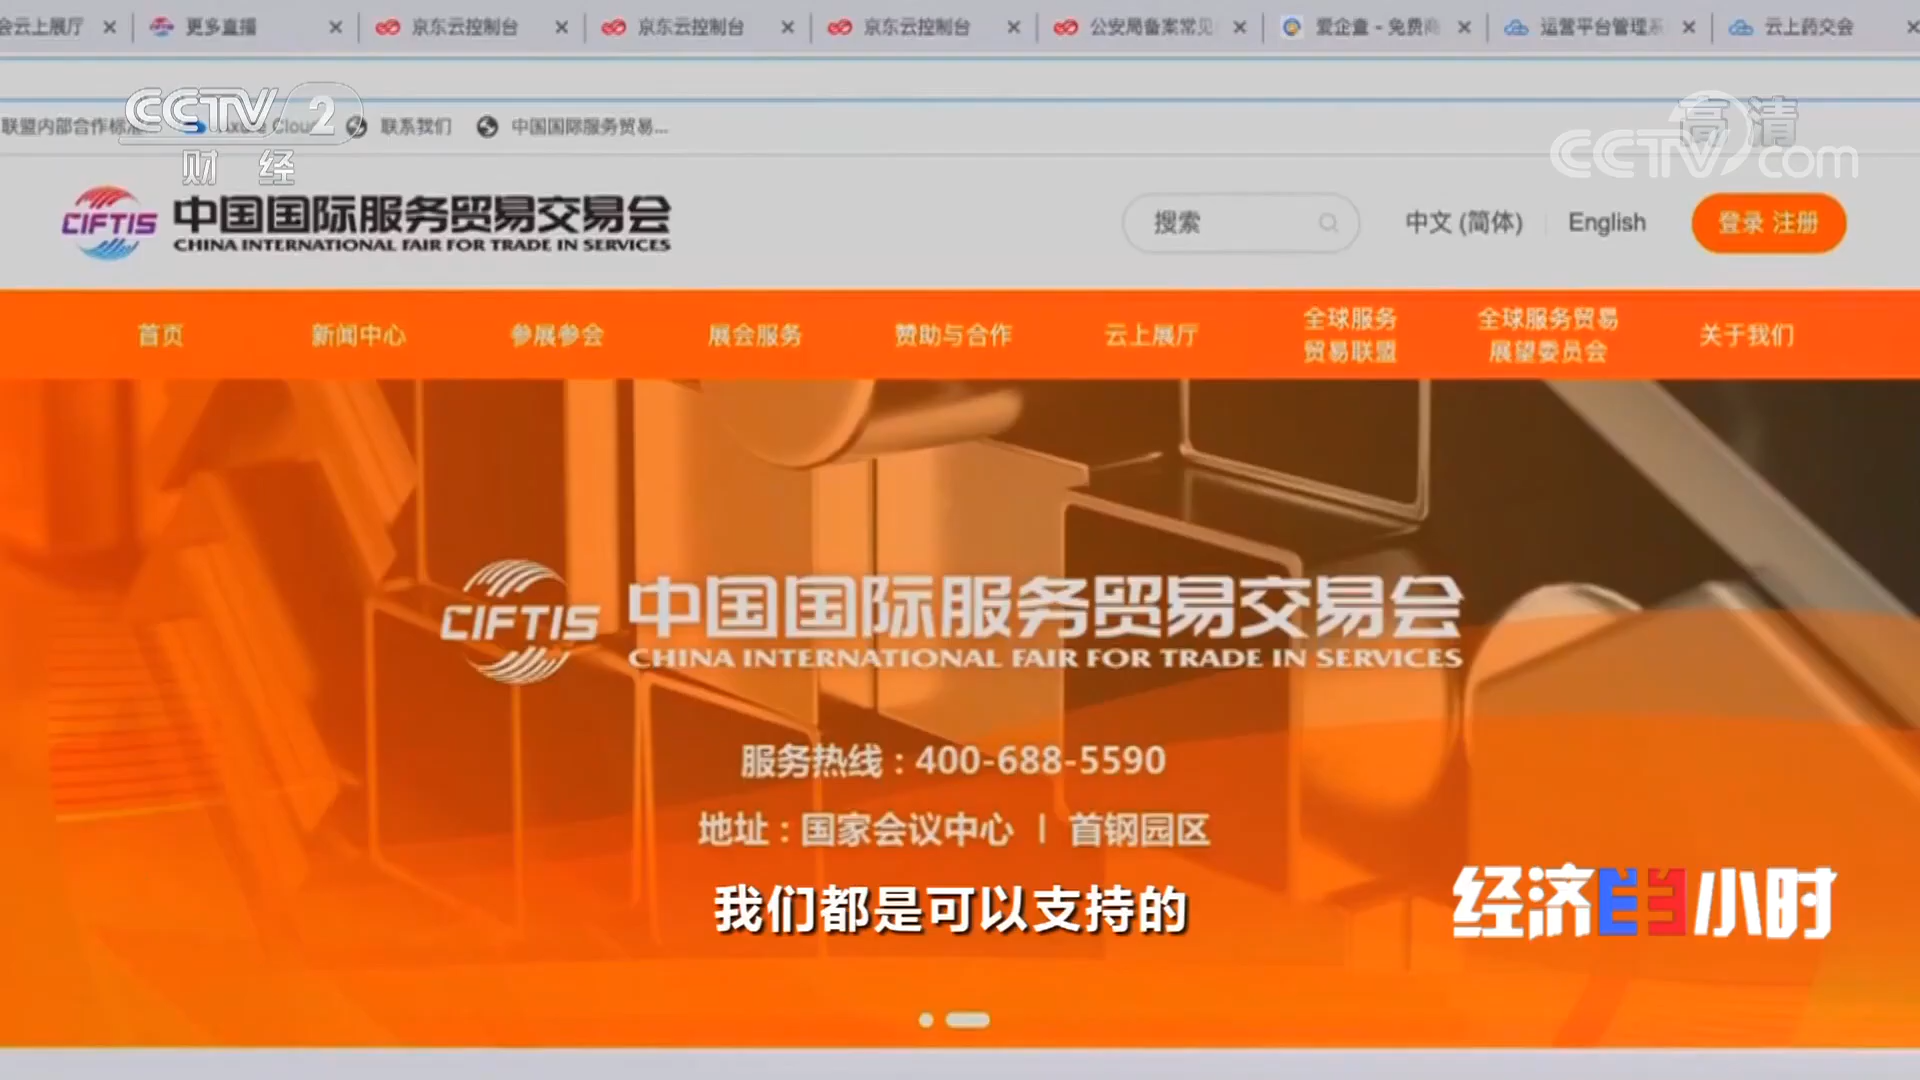 会云上展厅
更多直播
京东云控制台
京东云控制台
京东云控制台
公安局备案常见
爱企查 - 免费商
运营平台管理系
云上药交会
CCTV 2
财 经
高清
CCTV com
联盟内部合作标准
联系我们
中国国际服务贸易...
CIFTIS
中国国际服务贸易交易会
CHINA INTERNATIONAL FAIR FOR TRADE IN SERVICES
搜索
中文 (简体)
English
登录 注册
首页
新闻中心
参展参会
展会服务
赞助与合作
云上展厅
全球服务
贸易联盟
全球服务贸易
展望委员会
关于我们
CIFTIS
中国国际服务贸易交易会
CHINA INTERNATIONAL FAIR FOR TRADE IN SERVICES
服务热线 : 400-688-5590
地址 : 国家会议中心 | 首钢园区
我们都是可以支持的
经济半小时